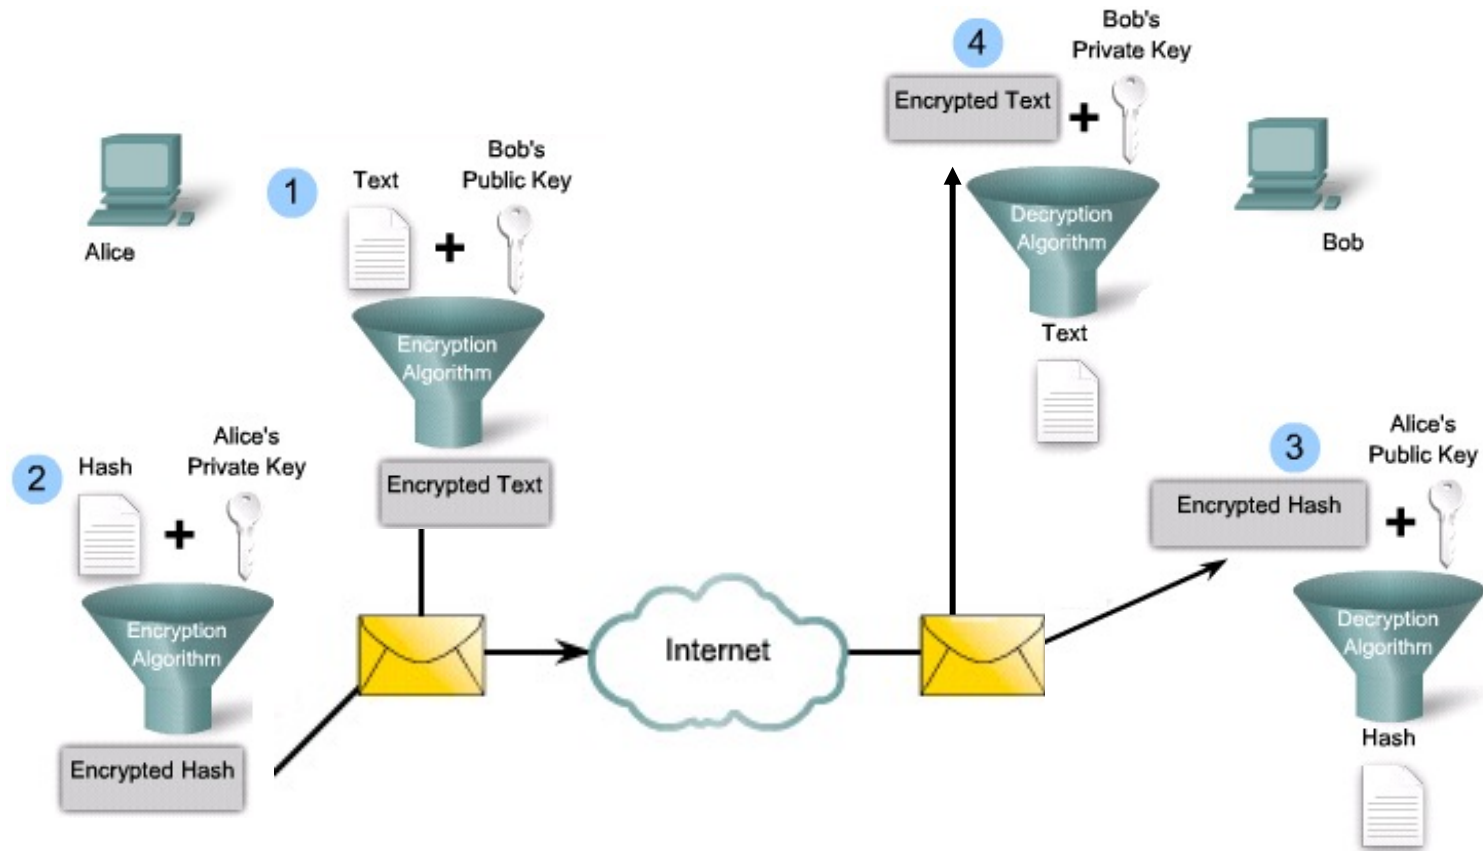 Alice
1
Text
Bob's
Public Key
+
Encryption
Algorithm
Encrypted Text
2
Hash
Alice's
Private Key
+
Encryption
Algorithm
Encrypted Hash
Internet
4
Bob's
Private Key
Encrypted Text
+
Decryption
Algorithm
Text
Bob
3
Alice's
Public Key
Encrypted Hash
+
Decryption
Algorithm
Hash